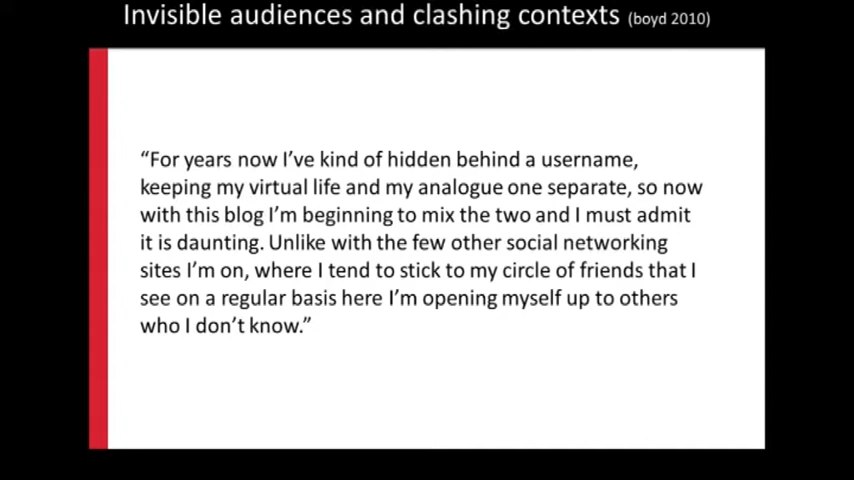 Invisible audiences and clashing contexts (boyd 2010)
“For years now I’ve kind of hidden behind a username,
keeping my virtual life and my analogue one separate, so now
with this blog I’m beginning to mix the two and I must admit
it is daunting. Unlike with the few other social networking
sites I’m on, where I tend to stick to my circle of friends that I
see on a regular basis here I’m opening myself up to others
who I don’t know.”